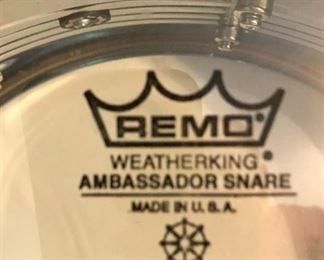 REMO®
WEATHERKING®
AMBASSADOR SNARE
MADE IN U.S.A.